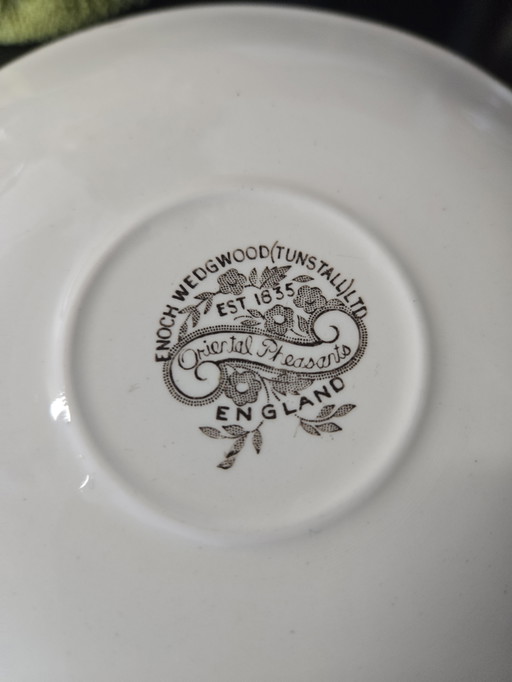 ENOCH WEDGWOOD (TUNSTALL) LTD
EST 1835
Oriental Pheasants
ENGLAND